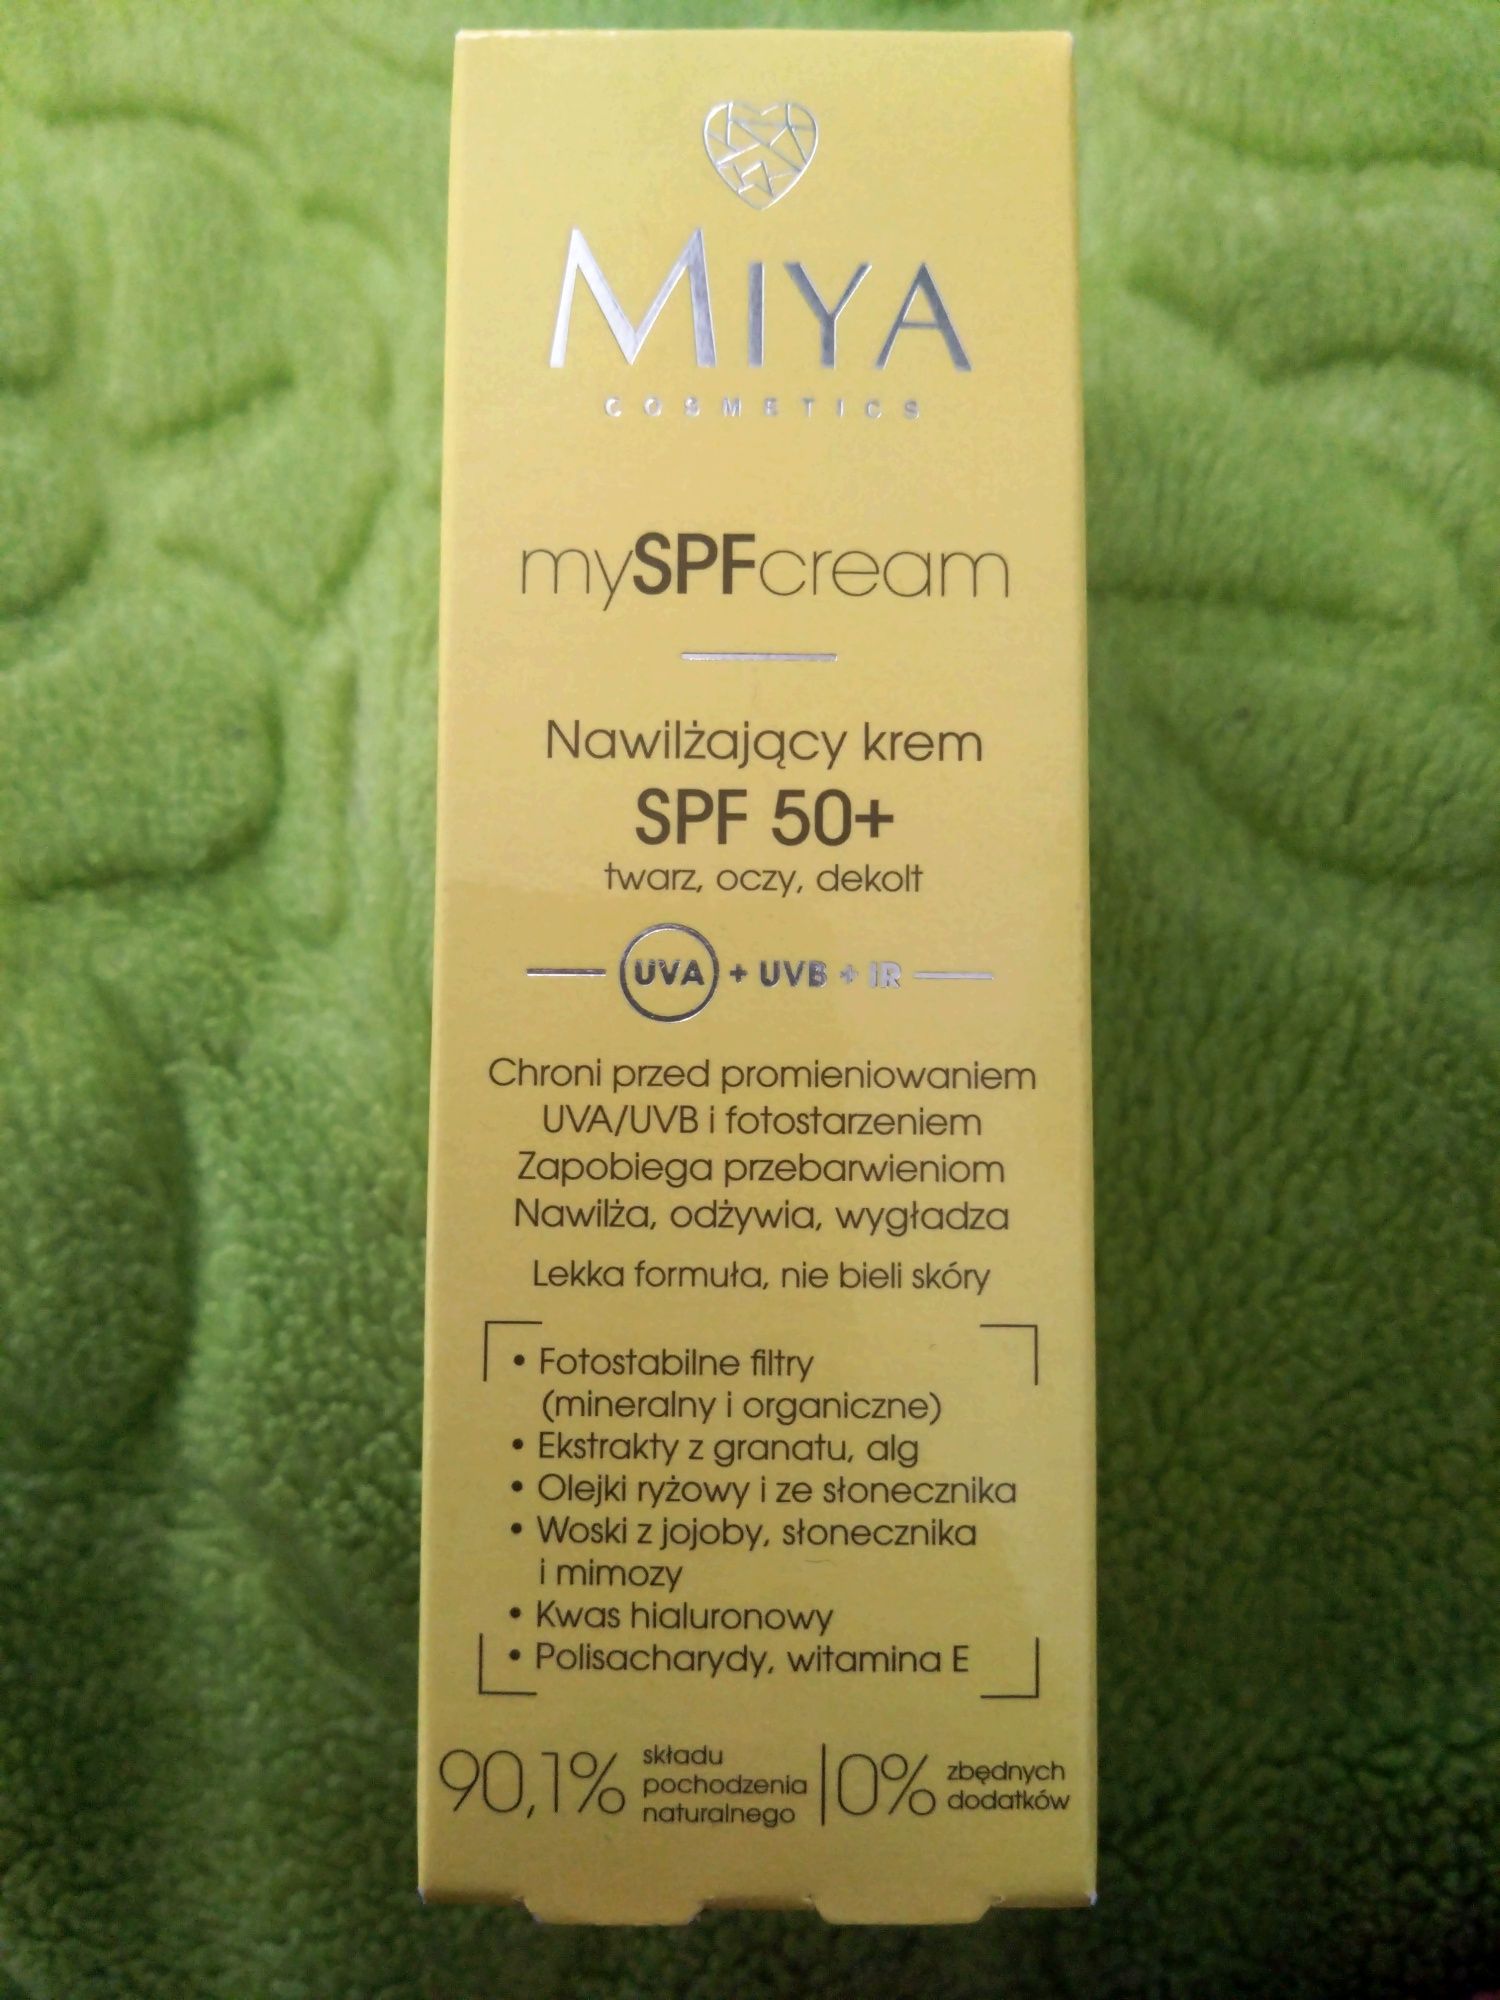 MIYA
COSMETICS
mySPFcream
Nawilżający krem
SPF 50+
twarz, oczy, dekolt
UVA + UVB + IR
Chroni przed promieniowaniem
UVA/UVB i fotostarzeniem
Zapobiega przebarwieniom
Nawilża, odżywia, wygładza
Lekka formuła, nie bieli skóry
• Fotostabilne filtry
(mineralny i organiczne)
• Ekstrakty z granatu, alg
• Olejki ryżowy i ze słonecznika
• Woski z jojoby, słonecznika
i mimozy
• Kwas hialuronowy
• Polisacharydy, witamina E
90,1% składu
pochodzenia
naturalnego
0% zbędnych
dodatków